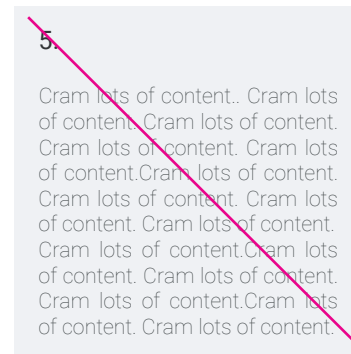 5.
Cram lots of content.. Cram lots
of content. Cram lots of content.
Cram lots of content. Cram lots
of content.Cram lots of content.
Cram lots of content. Cram lots
of content. Cram lots of content.
Cram lots of content.Cram lots
of content. Cram lots of content.
Cram lots of content.Cram lots
of content. Cram lots of content.